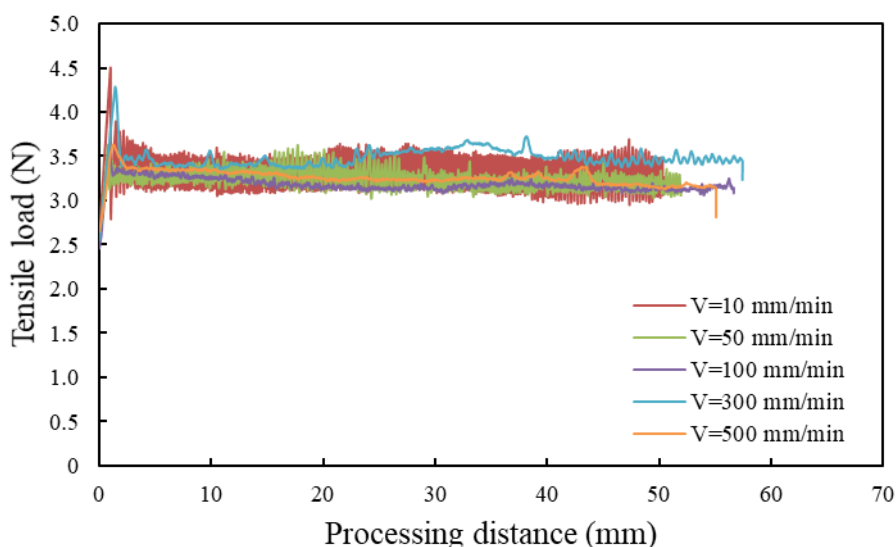 5.0
4.5
4.0
3.5
3.0
2.5
2.0
1.5
1.0
0.5
0
Tensile load (N)
V=10 mm/min
V=50 mm/min
V=100 mm/min
V=300 mm/min
V=500 mm/min
0 10 20 30 40 50 60 70
Processing distance (mm)